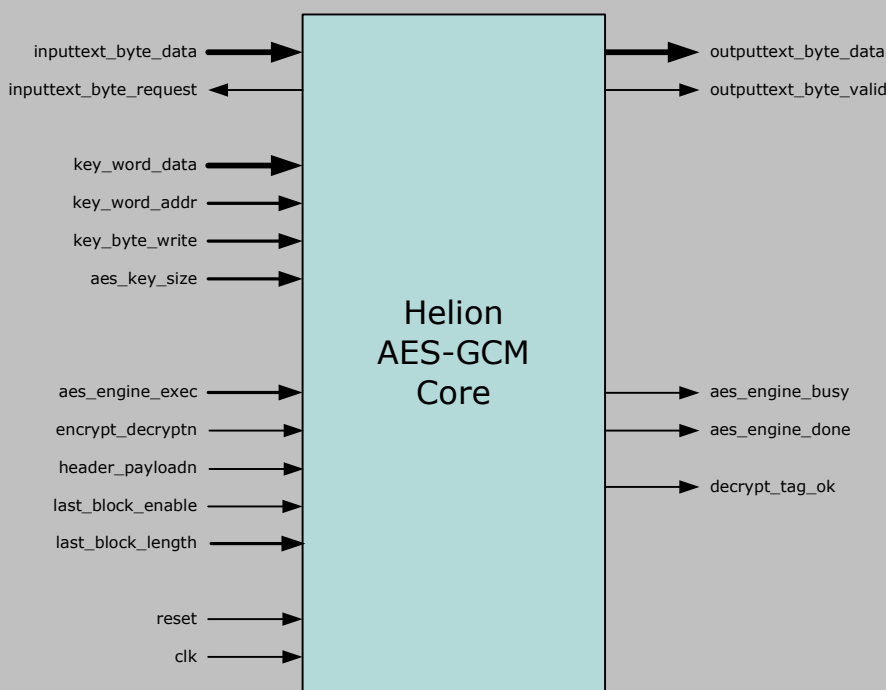 inputtext_byte_data
inputtext_byte_request
key_word_data
key_word_addr
key_byte_write
aes_key_size
aes_engine_exec
encrypt_decryptn
header_payloadn
last_block_enable
last_block_length
reset
clk
Helion
AES-GCM
Core
outputtext_byte_data
outputtext_byte_valid
aes_engine_busy
aes_engine_done
decrypt_tag_ok